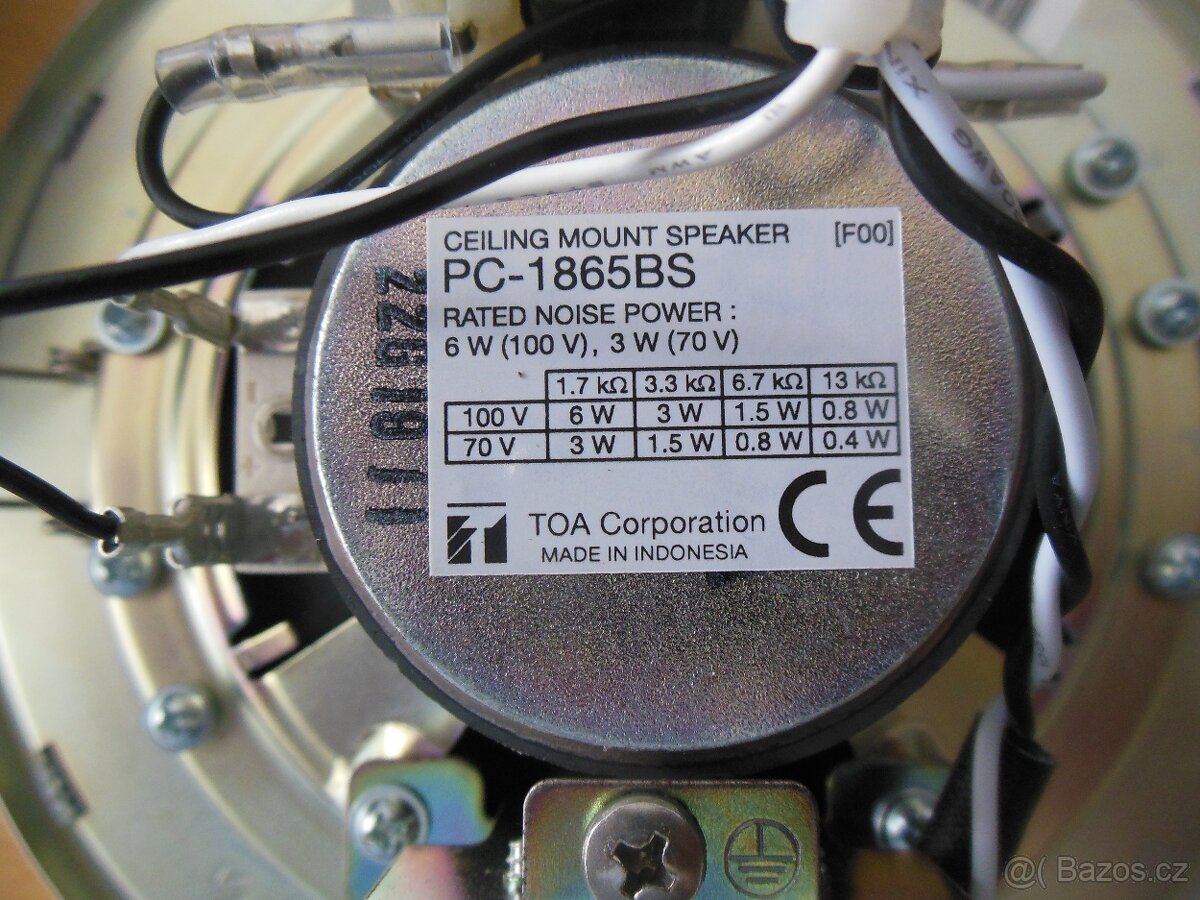 CEILING MOUNT SPEAKER [F00]
PC-1865BS
RATED NOISE POWER :
6 W (100 V), 3 W (70 V)
1.7 kΩ 3.3 kΩ 6.7 kΩ 13 kΩ
100 V 6 W 3 W 1.5 W 0.8 W
70 V 3 W 1.5 W 0.8 W 0.4 W
TOA Corporation CE
MADE IN INDONESIA
AWM
@( Bazos.cz